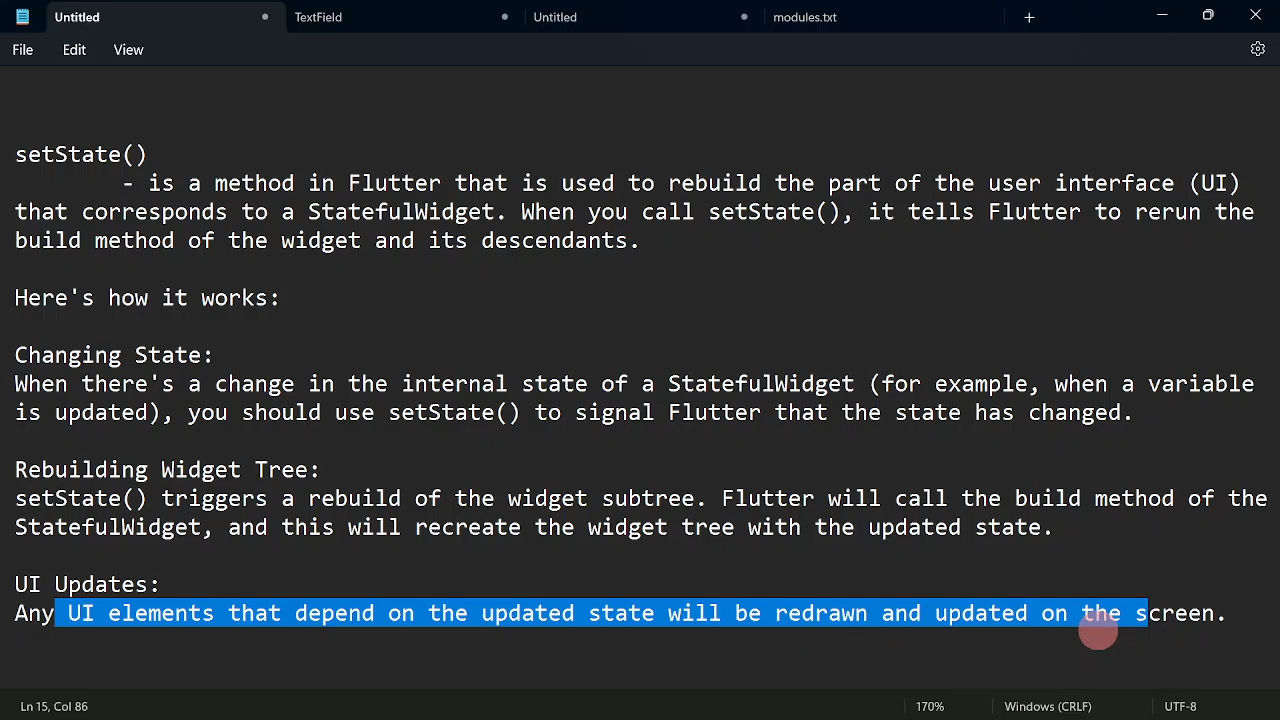 Untitled
TextField
Untitled
modules.txt
File
Edit
View
setState()
- is a method in Flutter that is used to rebuild the part of the user interface (UI)
that corresponds to a StatefulWidget. When you call setState(), it tells Flutter to rerun the
build method of the widget and its descendants.
Here's how it works:
Changing State:
When there's a change in the internal state of a StatefulWidget (for example, when a variable
is updated), you should use setState() to signal Flutter that the state has changed.
Rebuilding Widget Tree:
setState() triggers a rebuild of the widget subtree. Flutter will call the build method of the
StatefulWidget, and this will recreate the widget tree with the updated state.
UI Updates:
Any UI elements that depend on the updated state will be redrawn and updated on the screen.
Ln 15, Col 86
170%
Windows (CRLF)
UTF-8